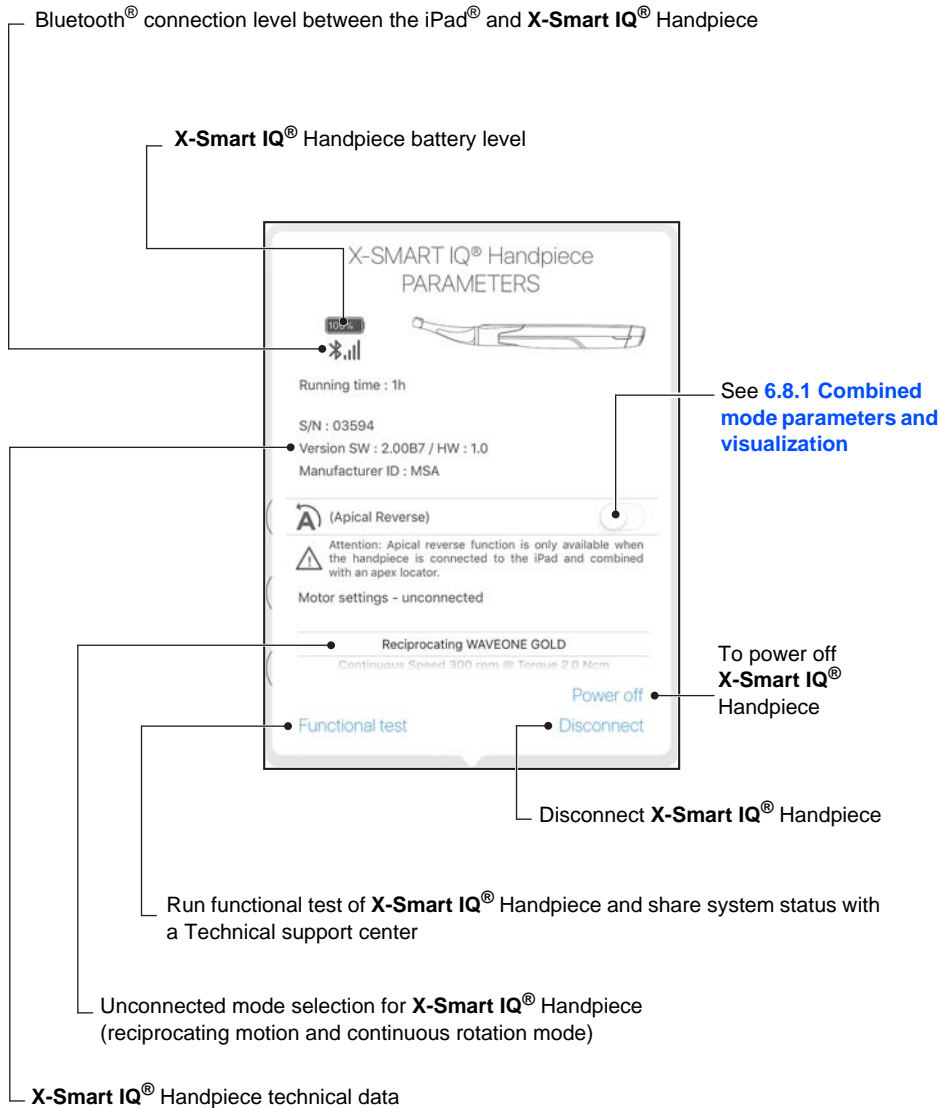 Bluetooth® connection level between the iPad® and X-Smart IQ® Handpiece
X-Smart IQ® Handpiece battery level
X-SMART IQ® Handpiece
PARAMETERS
100%
Running time : 1h
S/N : 03594
Version SW : 2.00B7 / HW : 1.0
Manufacturer ID : MSA
A (Apical Reverse)
Attention: Apical reverse function is only available when
the handpiece is connected to the iPad and combined
with an apex locator.
Motor settings - unconnected
Reciprocating WAVEONE GOLD
Continuous Speed 300 rpm @ Torque 2.0 Ncm
Power off
Functional test
Disconnect
See 6.8.1 Combined
mode parameters and
visualization
To power off
X-Smart IQ®
Handpiece
Disconnect X-Smart IQ® Handpiece
Run functional test of X-Smart IQ® Handpiece and share system status with
a Technical support center
Unconnected mode selection for X-Smart IQ® Handpiece
(reciprocating motion and continuous rotation mode)
X-Smart IQ® Handpiece technical data